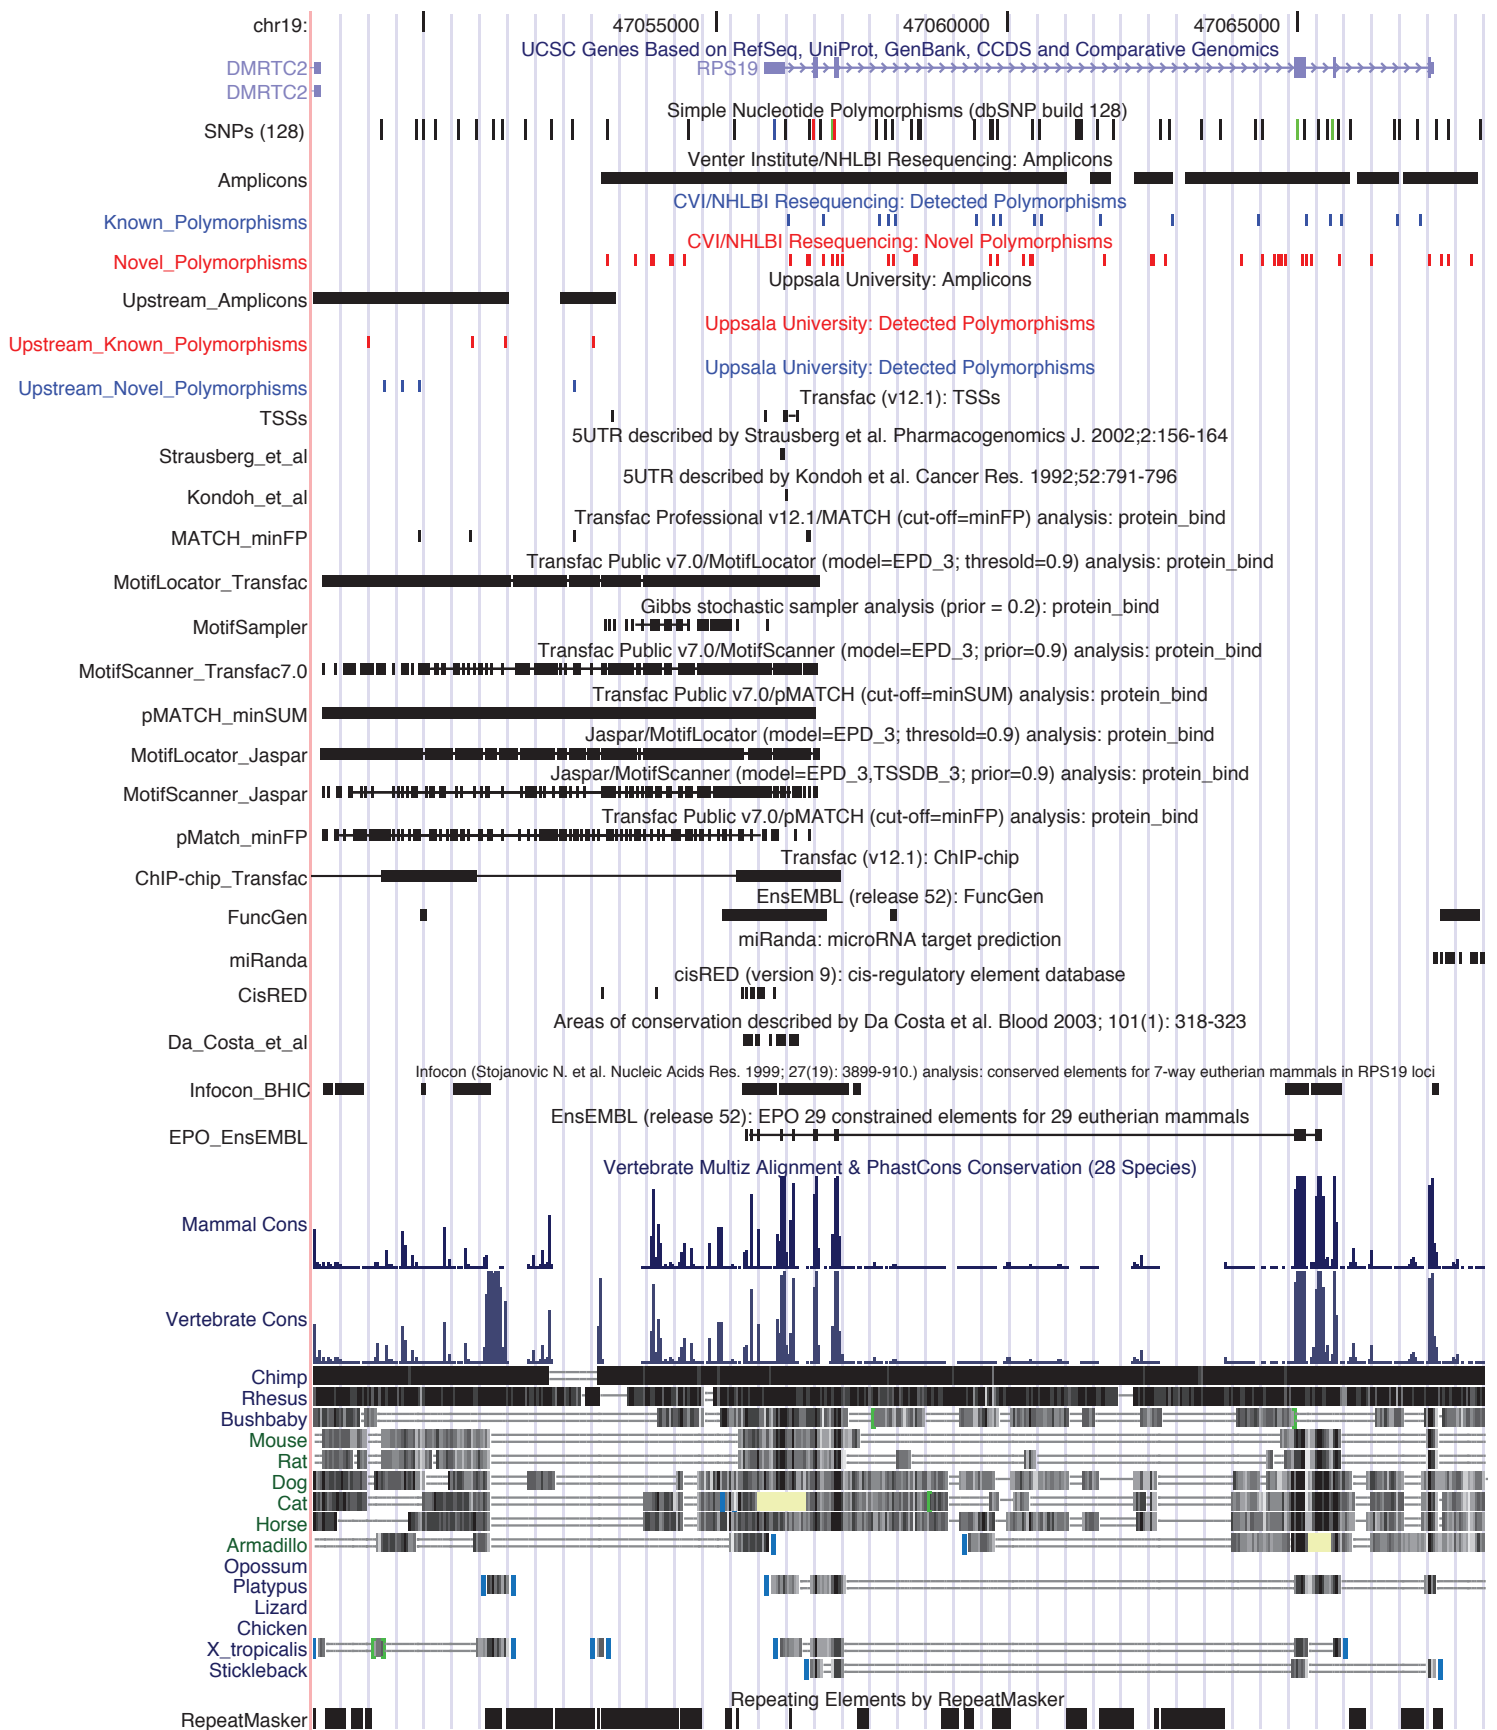 chr19: 47055000 47060000 47065000
UCSC Genes Based on RefSeq, UniProt, GenBank, CCDS and Comparative Genomics
DMRTC2 RPS19
DMRTC2
Simple Nucleotide Polymorphisms (dbSNP build 128)
SNPs (128)
Venter Institute/NHLBI Resequencing: Amplicons
Amplicons
CVI/NHLBI Resequencing: Detected Polymorphisms
Known_Polymorphisms
CVI/NHLBI Resequencing: Novel Polymorphisms
Novel_Polymorphisms
Uppsala University: Amplicons
Upstream_Amplicons
Uppsala University: Detected Polymorphisms
Upstream_Known_Polymorphisms
Uppsala University: Detected Polymorphisms
Upstream_Novel_Polymorphisms
Transfac (v12.1): TSSs
TSSs
5UTR described by Strausberg et al. Pharmacogenomics J. 2002;2:156-164
Strausberg_et_al
5UTR described by Kondoh et al. Cancer Res. 1992;52:791-796
Kondoh_et_al
Transfac Professional v12.1/MATCH (cut-off=minFP) analysis: protein_bind
MATCH_minFP
Transfac Public v7.0/MotifLocator (model=EPD_3; thresold=0.9) analysis: protein_bind
MotifLocator_Transfac
Gibbs stochastic sampler analysis (prior = 0.2): protein_bind
MotifSampler
Transfac Public v7.0/MotifScanner (model=EPD_3; prior=0.9) analysis: protein_bind
MotifScanner_Transfac7.0
Transfac Public v7.0/pMATCH (cut-off=minSUM) analysis: protein_bind
pMATCH_minSUM
Jaspar/MotifLocator (model=EPD_3; thresold=0.9) analysis: protein_bind
MotifLocator_Jaspar
Jaspar/MotifScanner (model=EPD_3,TSSDB_3; prior=0.9) analysis: protein_bind
MotifScanner_Jaspar
Transfac Public v7.0/pMATCH (cut-off=minFP) analysis: protein_bind
pMatch_minFP
Transfac (v12.1): ChIP-chip
ChIP-chip_Transfac
EnsEMBL (release 52): FuncGen
FuncGen
miRanda: microRNA target prediction
miRanda
cisRED (version 9): cis-regulatory element database
CisRED
Areas of conservation described by Da Costa et al. Blood 2003; 101(1): 318-323
Da_Costa_et_al
Infocon (Stojanovic N. et al. Nucleic Acids Res. 1999; 27(19): 3899-910.) analysis: conserved elements for 7-way eutherian mammals in RPS19 loci
Infocon_BHIC
EnsEMBL (release 52): EPO 29 constrained elements for 29 eutherian mammals
EPO_EnsEMBL
Vertebrate Multiz Alignment & PhastCons Conservation (28 Species)
Mammal Cons
Vertebrate Cons
Chimp
Rhesus
Bushbaby
Mouse
Rat
Dog
Cat
Horse
Armadillo
Opossum
Platypus
Lizard
Chicken
X_tropicalis
Stickleback
Repeating Elements by RepeatMasker
RepeatMasker